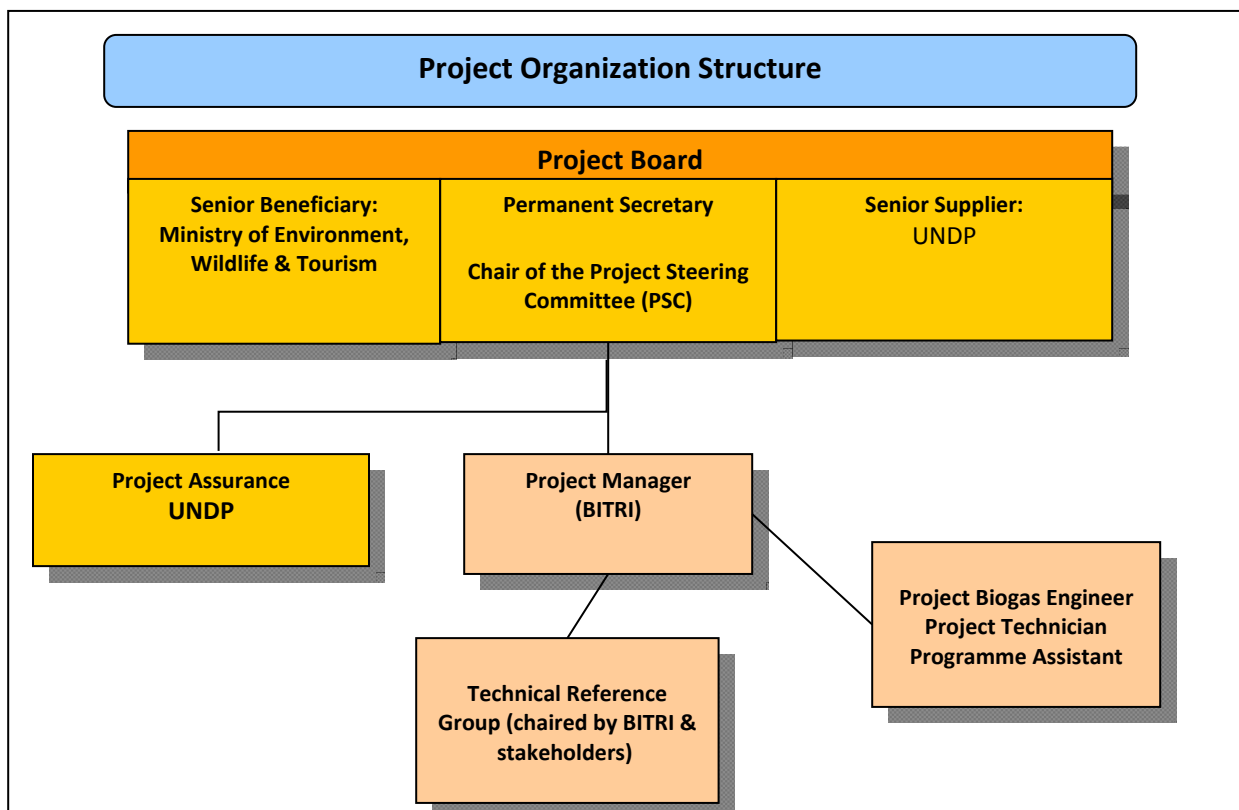 Project Organization Structure
Project Board
Senior Beneficiary:
Ministry of Environment,
Wildlife & Tourism
Permanent Secretary
Chair of the Project Steering
Committee (PSC)
Senior Supplier:
UNDP
Project Assurance
UNDP
Project Manager
(BITRI)
Project Biogas Engineer
Project Technician
Programme Assistant
Technical Reference
Group (chaired by BITRI &
stakeholders)